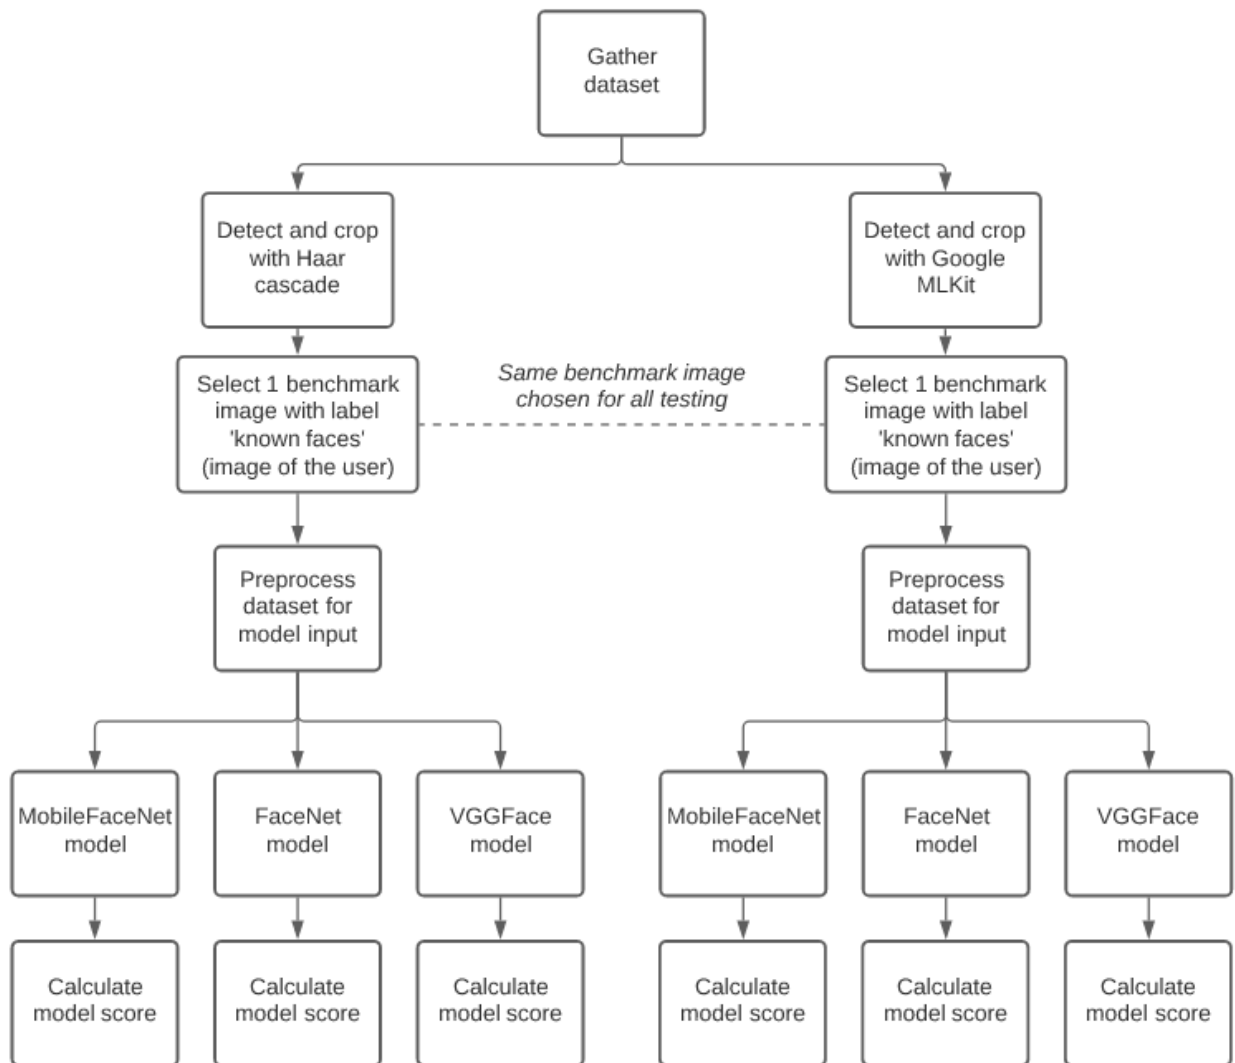 Gather
dataset
Detect and crop
with Haar
cascade
Detect and crop
with Google
MLKit
Select 1 benchmark
image with label
'known faces'
(image of the user)
Same benchmark image
chosen for all testing
Select 1 benchmark
image with label
'known faces'
(image of the user)
Preprocess
dataset for
model input
Preprocess
dataset for
model input
MobileFaceNet
model
FaceNet
model
VGGFace
model
MobileFaceNet
model
FaceNet
model
VGGFace
model
Calculate
model score
Calculate
model score
Calculate
model score
Calculate
model score
Calculate
model score
Calculate
model score